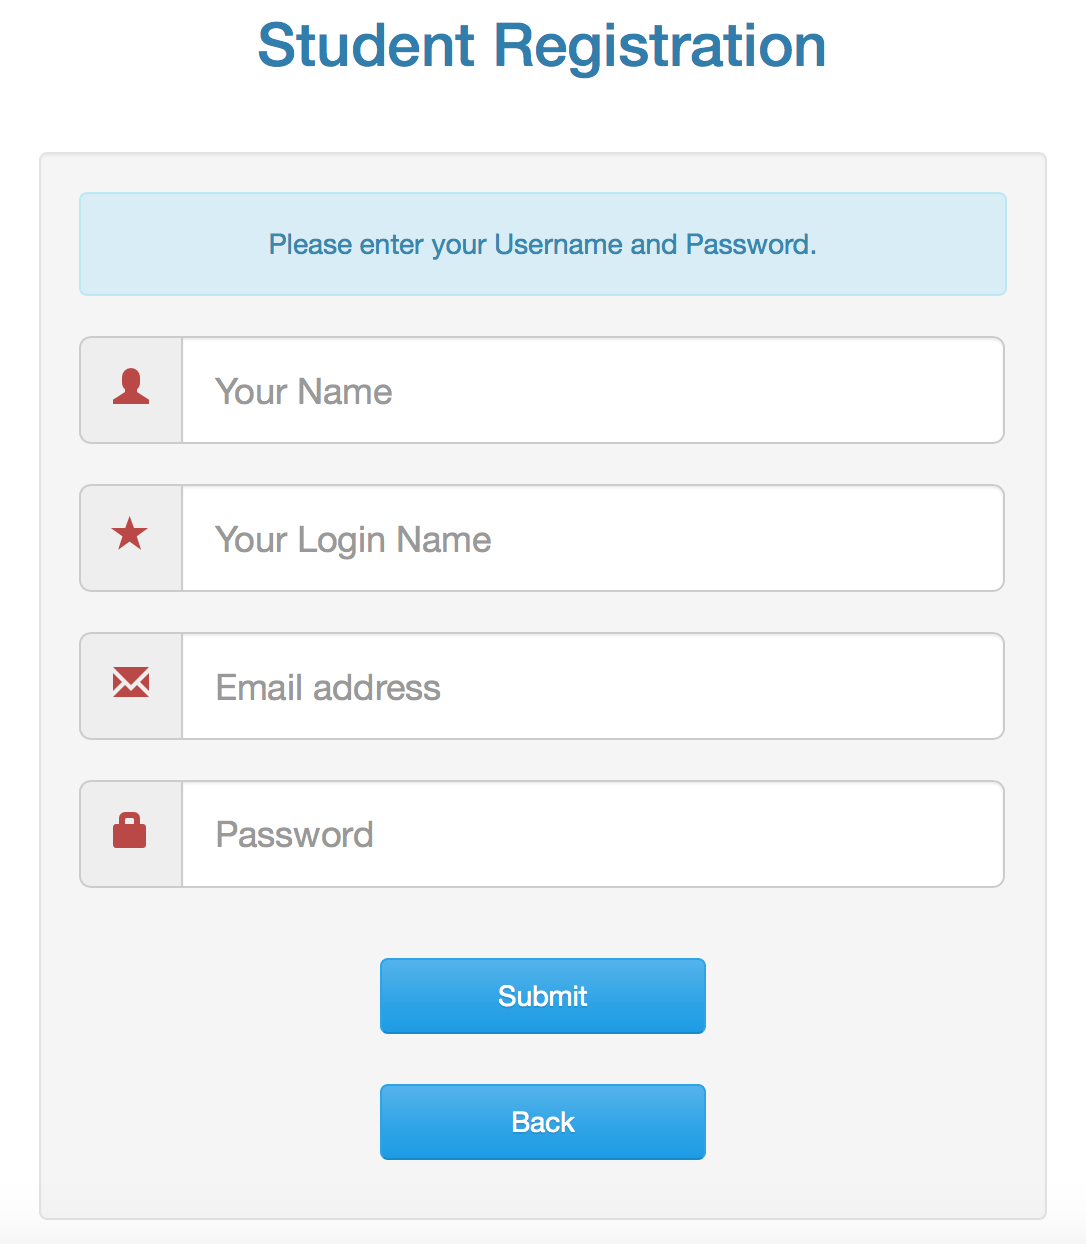 Student Registration
Please enter your Username and Password.
Your Name
Your Login Name
Email address
Password
Submit
Back